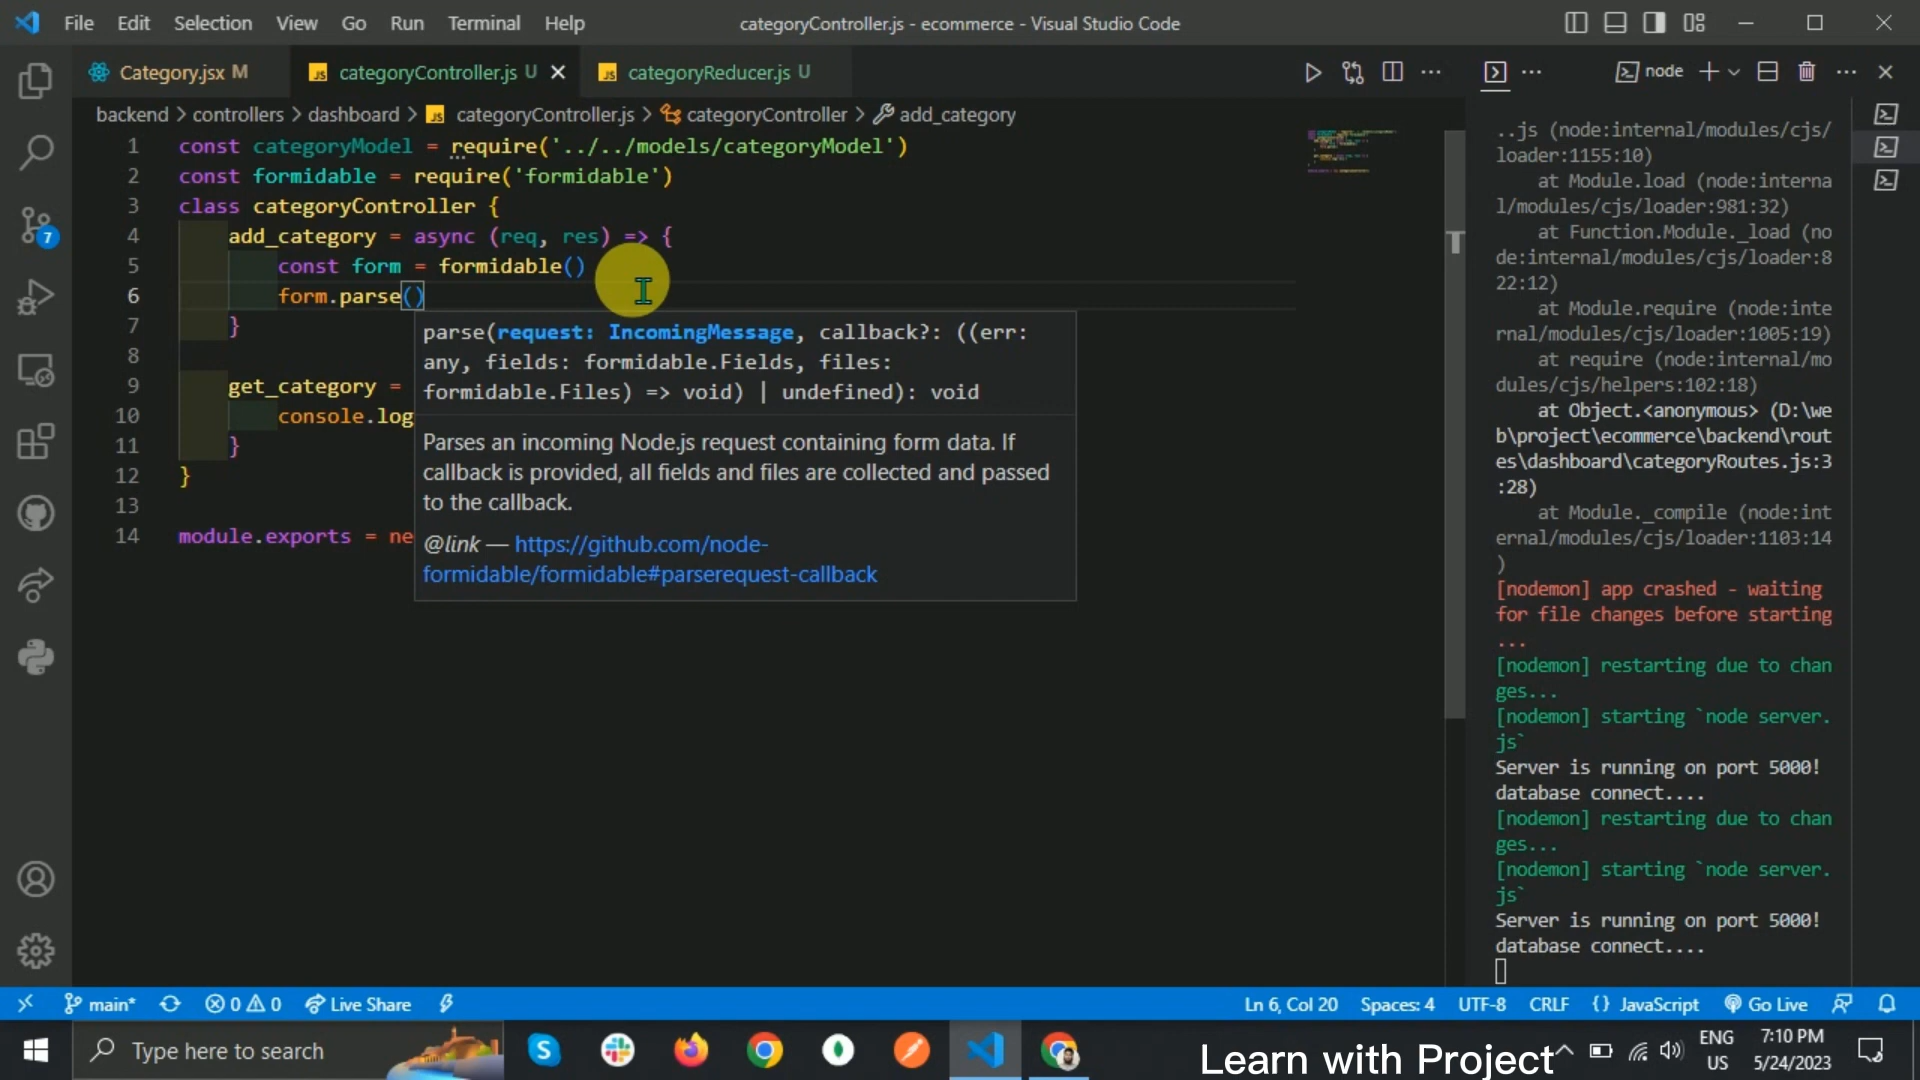 File Edit Selection View Go Run Terminal Help
categoryController.js - ecommerce - Visual Studio Code
Category.jsx M
categoryController.js U
categoryReducer.js U
node
backend > controllers > dashboard > categoryController.js > categoryController > add_category
1 const categoryModel = require('../../models/categoryModel')
2 const formidable = require('formidable')
3 class categoryController {
4 add_category = async (req, res) => {
5 const form = formidable()
6 form.parse()
7 }
8
9 get_category =
10 console.log
11 }
12 }
13
14 module.exports = ne
parse(request: IncomingMessage, callback?: ((err:
any, fields: formidable.Fields, files:
formidable.Files) => void) | undefined): void
Parses an incoming Node.js request containing form data. If
callback is provided, all fields and files are collected and passed
to the callback.
@link — https://github.com/node-
formidable/formidable#parserequest-callback
..js (node:internal/modules/cjs/
loader:1155:10)
at Module.load (node:interna
l/modules/cjs/loader:981:32)
at Function.Module._load (no
de:internal/modules/cjs/loader:8
22:12)
at Module.require (node:inte
rnal/modules/cjs/loader:1005:19)
at require (node:internal/mo
dules/cjs/helpers:102:18)
at Object.<anonymous> (D:\we
b\project\ecommerce\backend\rout
es\dashboard\categoryRoutes.js:3
:28)
at Module._compile (node:int
ernal/modules/cjs/loader:1103:14
)
[nodemon] app crashed - waiting
for file changes before starting
...
[nodemon] restarting due to chan
ges...
[nodemon] starting `node server.
js`
Server is running on port 5000!
database connect....
[nodemon] restarting due to chan
ges...
[nodemon] starting `node server.
js`
Server is running on port 5000!
database connect....
7
main* 0 0 Live Share
Ln 6, Col 20 Spaces: 4 UTF-8 CRLF {} JavaScript Go Live
Type here to search
Learn with Project
ENG
US
7:10 PM
5/24/2023